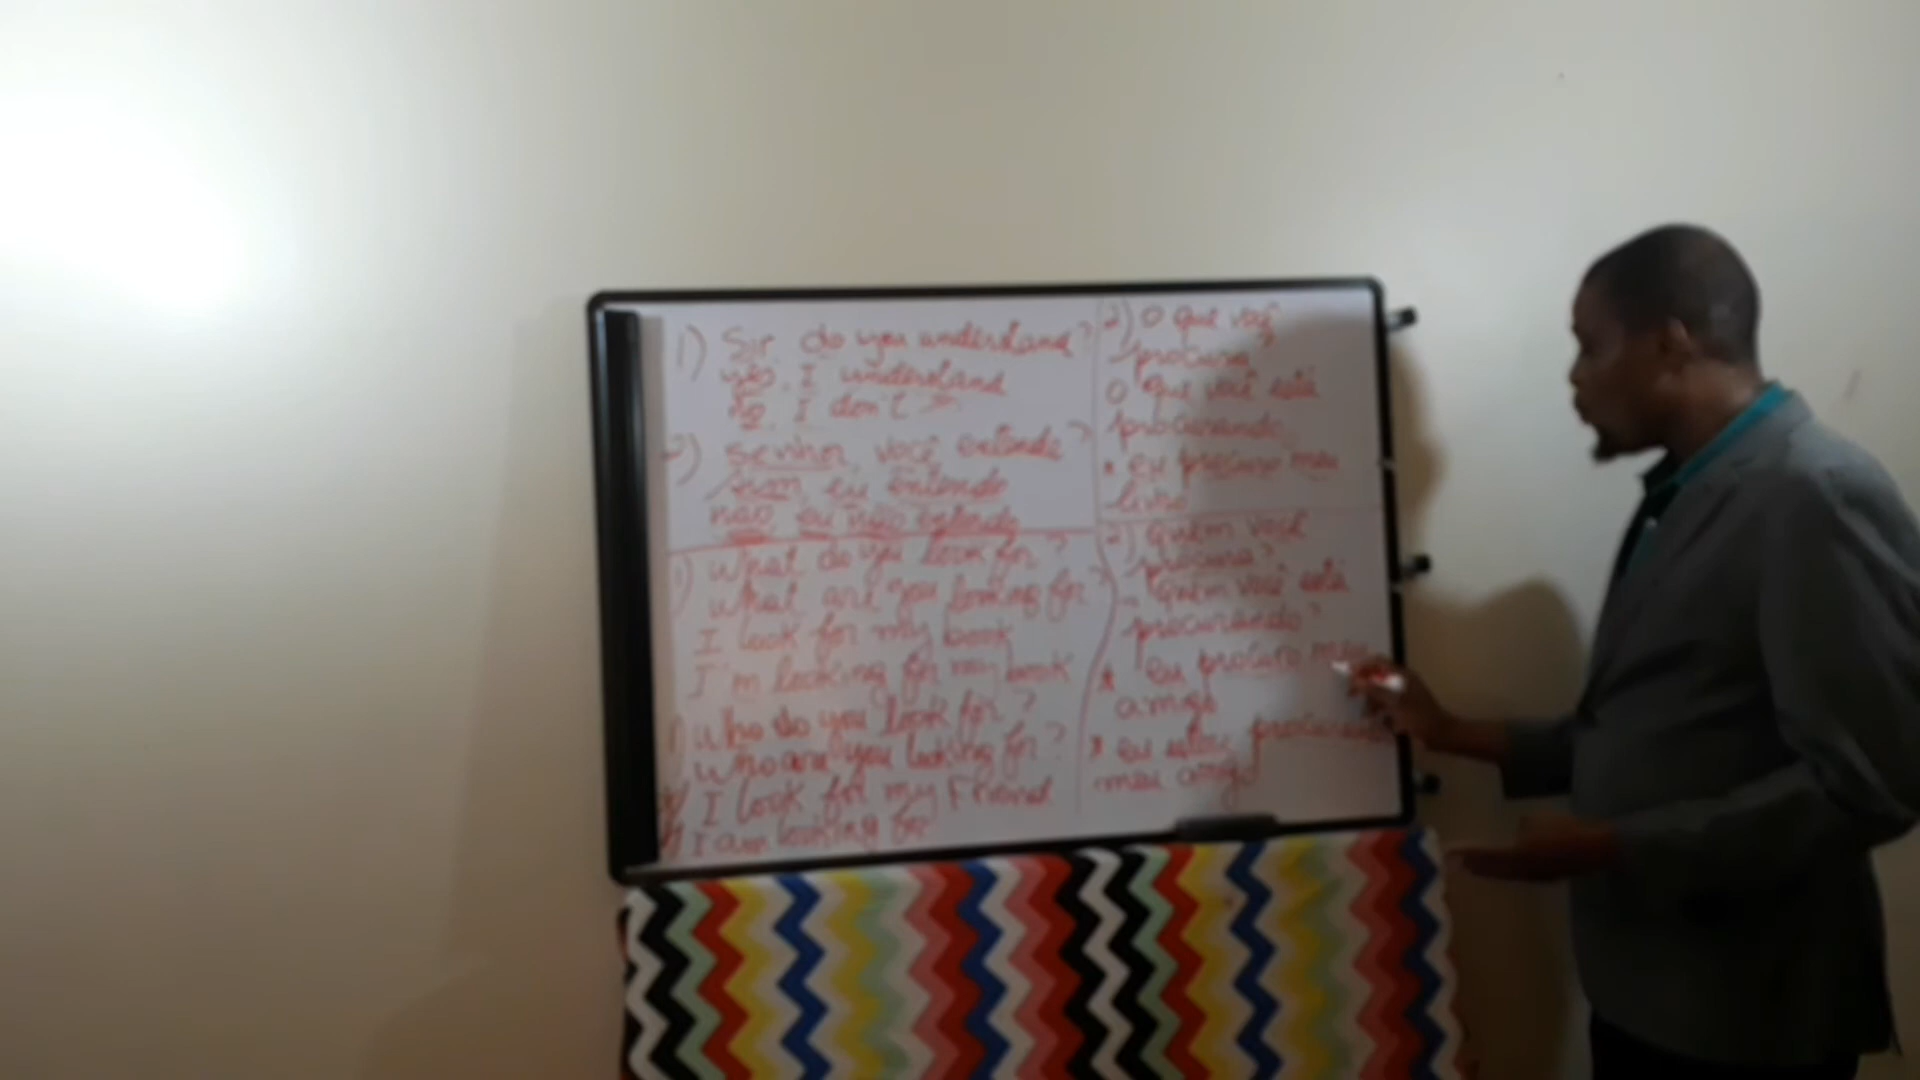 1) Sir do you understand?
yes, I understand
No, I don't
2) Senhor, você entende?
sim, eu entendo
não, eu não entendo
1) What do you look for?
What are you looking for?
I look for my book
I'm looking for my book
1) Who do you look for?
Who are you looking for?
I look for my Friend
I am looking for
2) O que você
procura
O que você está
procurando
* eu procuro meu
livro
2) Quem você
procura?
- Quem você está
procurando?
* eu procuro meu
amigo
* eu estou procurando
meu amigo